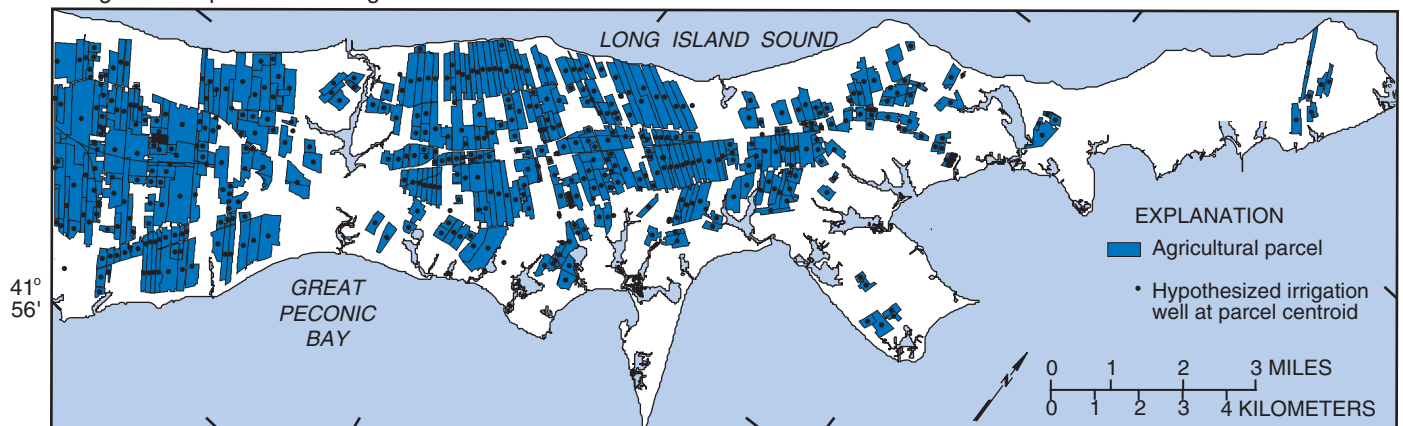 LONG ISLAND SOUND
41°
56'
GREAT
PECONIC
BAY
EXPLANATION
Agricultural parcel
Hypothesized irrigation
well at parcel centroid
N
0 1 2 3 MILES
0 1 2 3 4 KILOMETERS